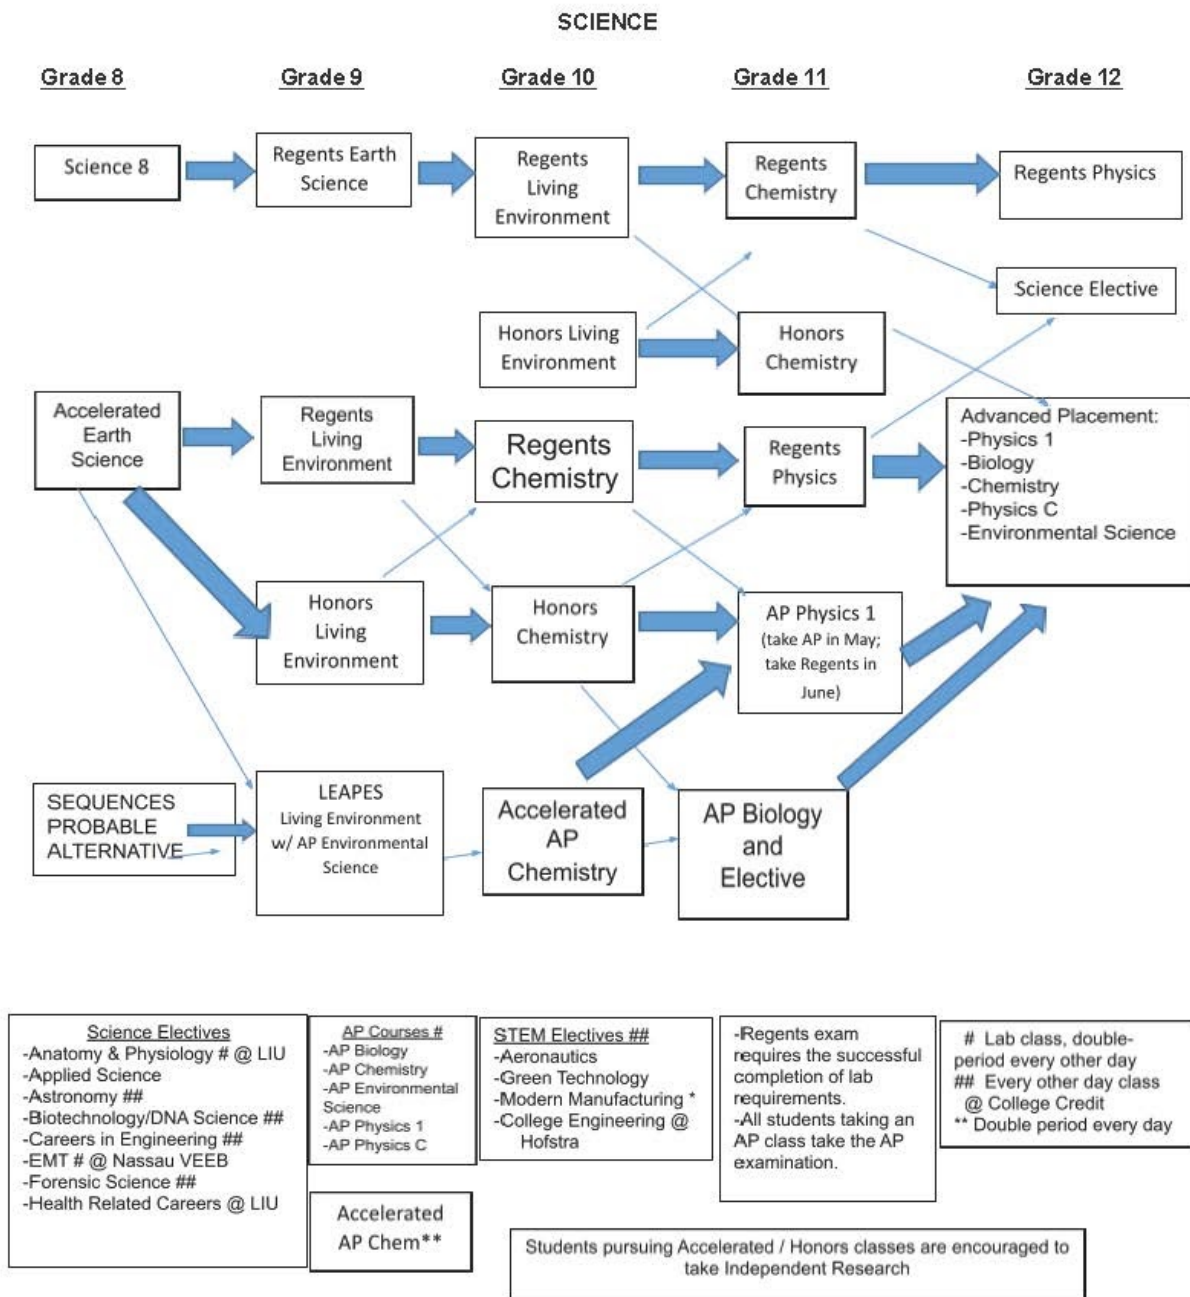 SCIENCE
Grade 8
Grade 9
Grade 10
Grade 11
Grade 12
Science 8
Regents Earth
Science
Regents
Living
Environment
Regents
Chemistry
Regents Physics
Science Elective
Honors Living
Environment
Honors
Chemistry
Accelerated
Earth
Science
Regents
Living
Environment
Regents
Chemistry
Regents
Physics
Advanced Placement:
-Physics 1
-Biology
-Chemistry
-Physics C
-Environmental Science
Honors
Living
Environment
Honors
Chemistry
AP Physics 1
(take AP in May;
take Regents in
June)
SEQUENCES
PROBABLE
ALTERNATIVE
LEAPES
Living Environment
w/ AP Environmental
Science
Accelerated
AP
Chemistry
AP Biology
and
Elective
Science Electives
-Anatomy & Physiology # @ LIU
-Applied Science
-Astronomy ##
-Biotechnology/DNA Science ##
-Careers in Engineering ##
-EMT # @ Nassau VEEB
-Forensic Science ##
-Health Related Careers @ LIU
AP Courses #
-AP Biology
-AP Chemistry
-AP Environmental
Science
-AP Physics 1
-AP Physics C
Accelerated
AP Chem**
STEM Electives ##
-Aeronautics
-Green Technology
-Modern Manufacturing *
-College Engineering @
Hofstra
-Regents exam
requires the successful
completion of lab
requirements.
-All students taking an
AP class take the AP
examination.
# Lab class, double-
period every other day
## Every other day class
@ College Credit
** Double period every day
Students pursuing Accelerated / Honors classes are encouraged to
take Independent Research